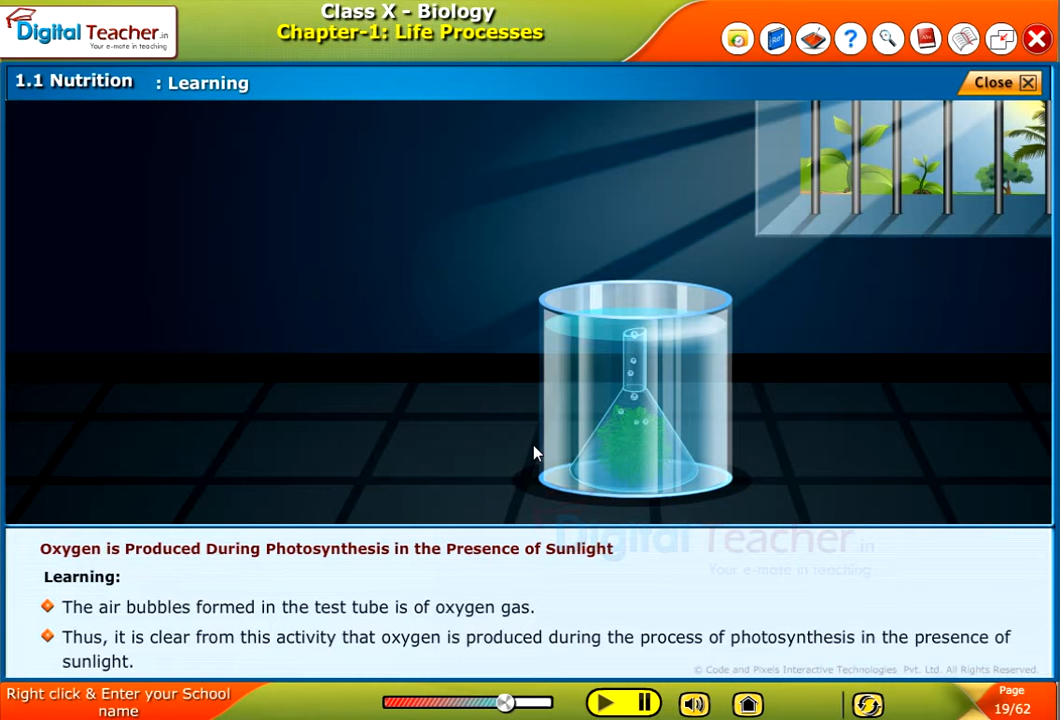 Digital Teacher.in
Your e-mate in teaching
Class X - Biology
Chapter-1: Life Processes
Ref
?
Abc
1.1 Nutrition : Learning
Close
Oxygen is Produced During Photosynthesis in the Presence of Sunlight
Learning:
The air bubbles formed in the test tube is of oxygen gas.
Thus, it is clear from this activity that oxygen is produced during the process of photosynthesis in the presence of
sunlight.
Digital Teacher.in
Your e-mate in teaching
© Code and Pixels Interactive Technologies Pvt. Ltd. All Rights Reserved.
Right click & Enter your School
name
Page
19/62